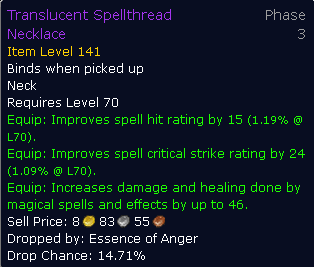 Translucent Spellthread Phase
Necklace 3
Item Level 141
Binds when picked up
Neck
Requires Level 70
Equip: Improves spell hit rating by 15 (1.19% @
L70).
Equip: Improves spell critical strike rating by 24
(1.09% @ L70).
Equip: Increases damage and healing done by
magical spells and effects by up to 46.
Sell Price: 8 83 55
Dropped by: Essence of Anger
Drop Chance: 14.71%